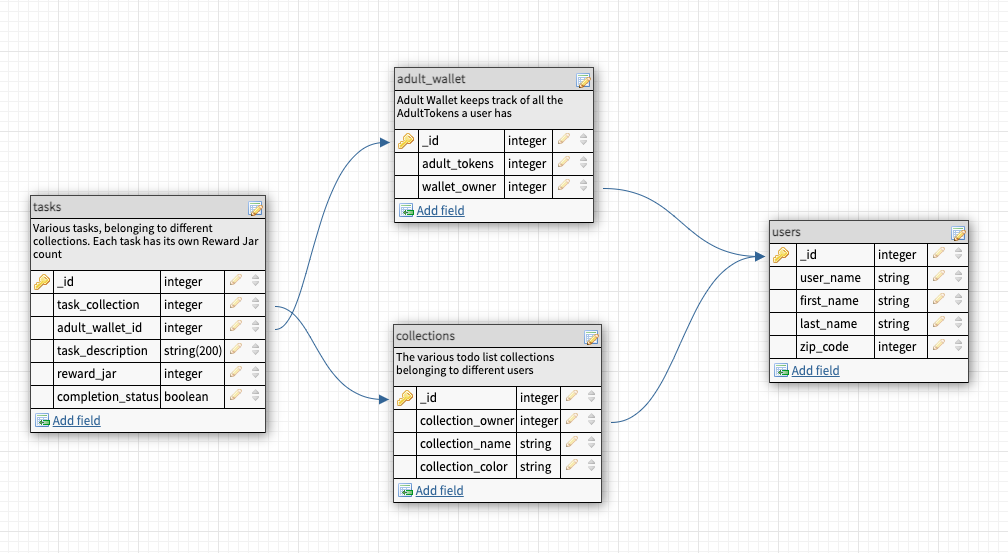 adult_wallet
Adult Wallet keeps track of all the
AdultTokens a user has
_id integer
adult_tokens integer
wallet_owner integer
Add field
tasks
Various tasks, belonging to different
collections. Each task has its own Reward Jar
count
_id integer
task_collection integer
adult_wallet_id integer
task_description string(200)
reward_jar integer
completion_status boolean
Add field
collections
The various todo list collections
belonging to different users
_id integer
collection_owner integer
collection_name string
collection_color string
Add field
users
_id integer
user_name string
first_name string
last_name string
zip_code integer
Add field